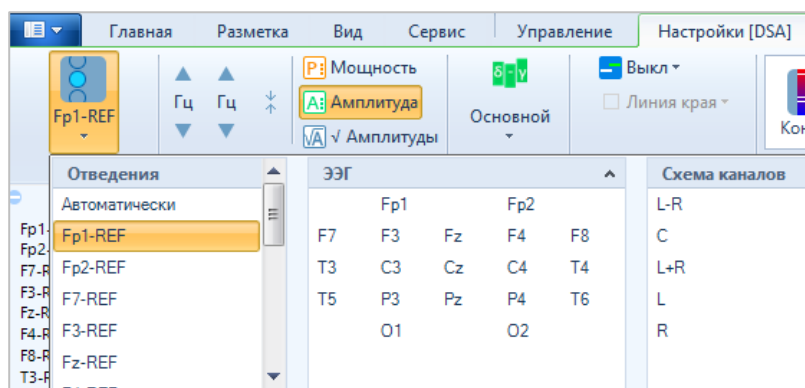 Главная Разметка Вид Сервис Управление Настройки [DSA]
Fp1-REF
Гц Гц
P Мощность
A Амплитуда
√A √ Амплитуды
δ-γ
Основной
Выкл
Линия края
Отведения
Автоматически
Fp1-REF
Fp2-REF
F7-REF
F3-REF
Fz-REF
ЭЭГ
Fp1 Fp2
F7 F3 Fz F4 F8
T3 C3 Cz C4 T4
T5 P3 Pz P4 T6
O1 O2
Схема каналов
L-R
C
L+R
L
R